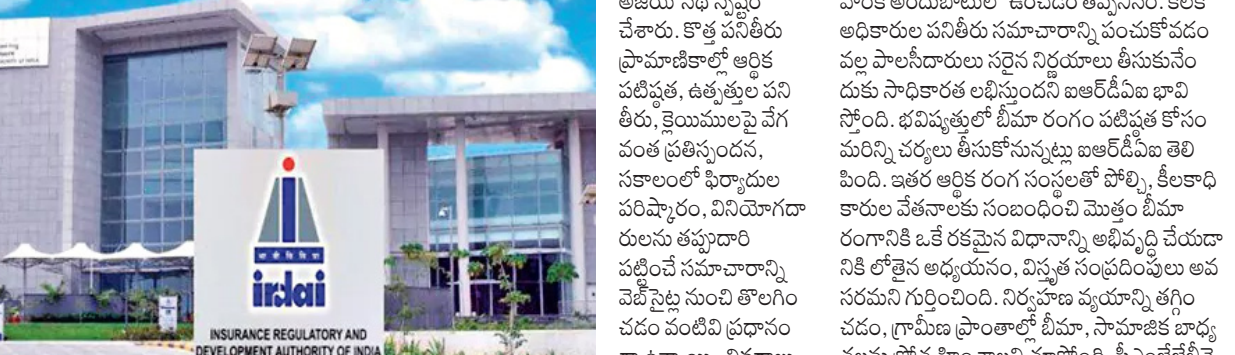 irdai
INSURANCE REGULATORY AND
DEVELOPMENT AUTHORITY OF INDIA
చేశారు. కొత్త పనితీరు
ప్రామాణికాల్లో ఆర్థిక
పటిష్ఠత, ఉత్పత్తుల పని
తీరు, క్లెయిములపై వేగ
వంత ప్రతిస్పందన,
సకాలంలో ఫిర్యాదుల
పరిష్కారం, వినియోగదా
రులను తప్పుదారి
పట్టించే సమాచారాన్ని
వెబ్‌సైట్ల నుంచి తొలగిం
చడం వంటివి ప్రధానం
అధికారుల పనితీరు సమాచారాన్ని పంచుకోవడం
వల్ల పాలసీదారులు సరైన నిర్ణయాలు తీసుకునేం
దుకు సాధికారత లభిస్తుందని ఐఆర్‌డీఏఐ భావి
స్తోంది. భవిష్యత్తులో బీమా రంగం పటిష్ఠత కోసం
మరిన్ని చర్యలు తీసుకోనున్నట్లు ఐఆర్‌డీఏఐ తెలి
పింది. ఇతర ఆర్థిక రంగ సంస్థలతో పోల్చి, కీలకాధి
కారుల వేతనాలకు సంబంధించి మొత్తం బీమా
రంగానికి ఒకే రకమైన విధానాన్ని అభివృద్ధి చేయడా
నికి లోతైన అధ్యయనం, విస్తృత సంప్రదింపులు అవ
సరమని గుర్తించింది. నిర్వహణ వ్యయాన్ని తగ్గిం
చడం, గ్రామీణ ప్రాంతాల్లో బీమా, సామాజిక బాధ్య